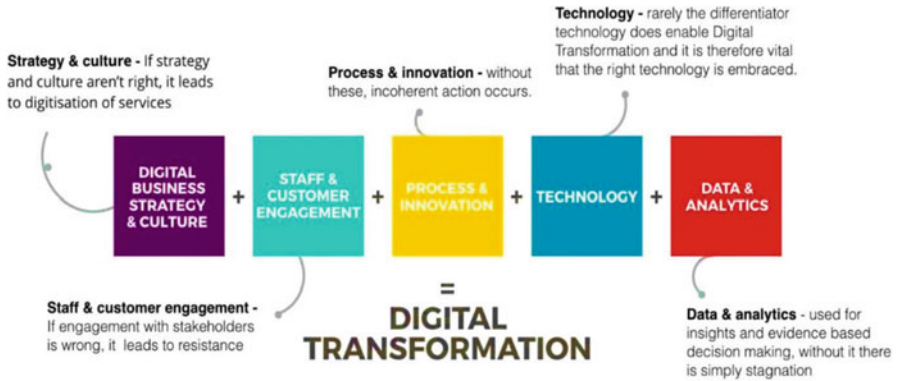 Strategy & culture - If strategy
and culture aren't right, it leads
to digitisation of services
Process & innovation - without
these, incoherent action occurs.
Technology - rarely the differentiator
technology does enable Digital
Transformation and it is therefore vital
that the right technology is embraced.
DIGITAL
BUSINESS
STRATEGY
& CULTURE
+
STAFF &
CUSTOMER
ENGAGEMENT
+
PROCESS &
INNOVATION
+
TECHNOLOGY
+
DATA &
ANALYTICS
Staff & customer engagement -
If engagement with stakeholders
is wrong, it leads to resistance
=
DIGITAL
TRANSFORMATION
Data & analytics - used for
insights and evidence based
decision making, without it there
is simply stagnation